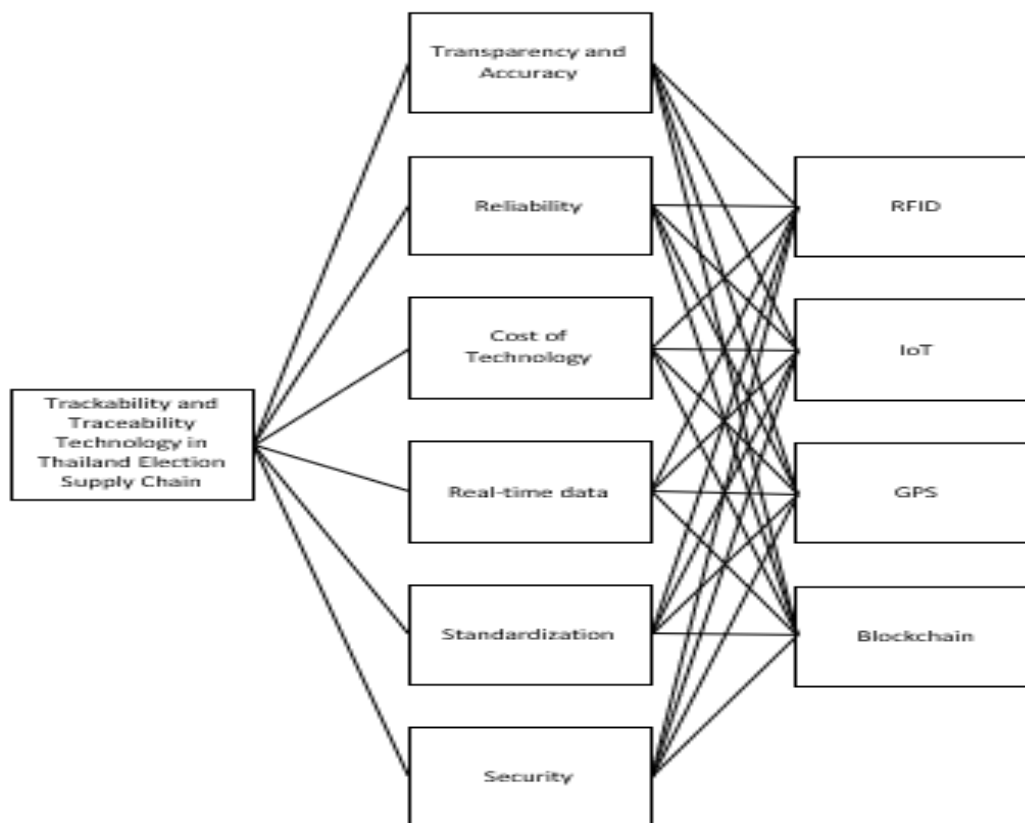 Transparency and
Accuracy
Reliability
RFID
Cost of
Technology
IoT
Trackability and
Traceability
Technology in
Thailand Election
Supply Chain
Real-time data
GPS
Standardization
Blockchain
Security